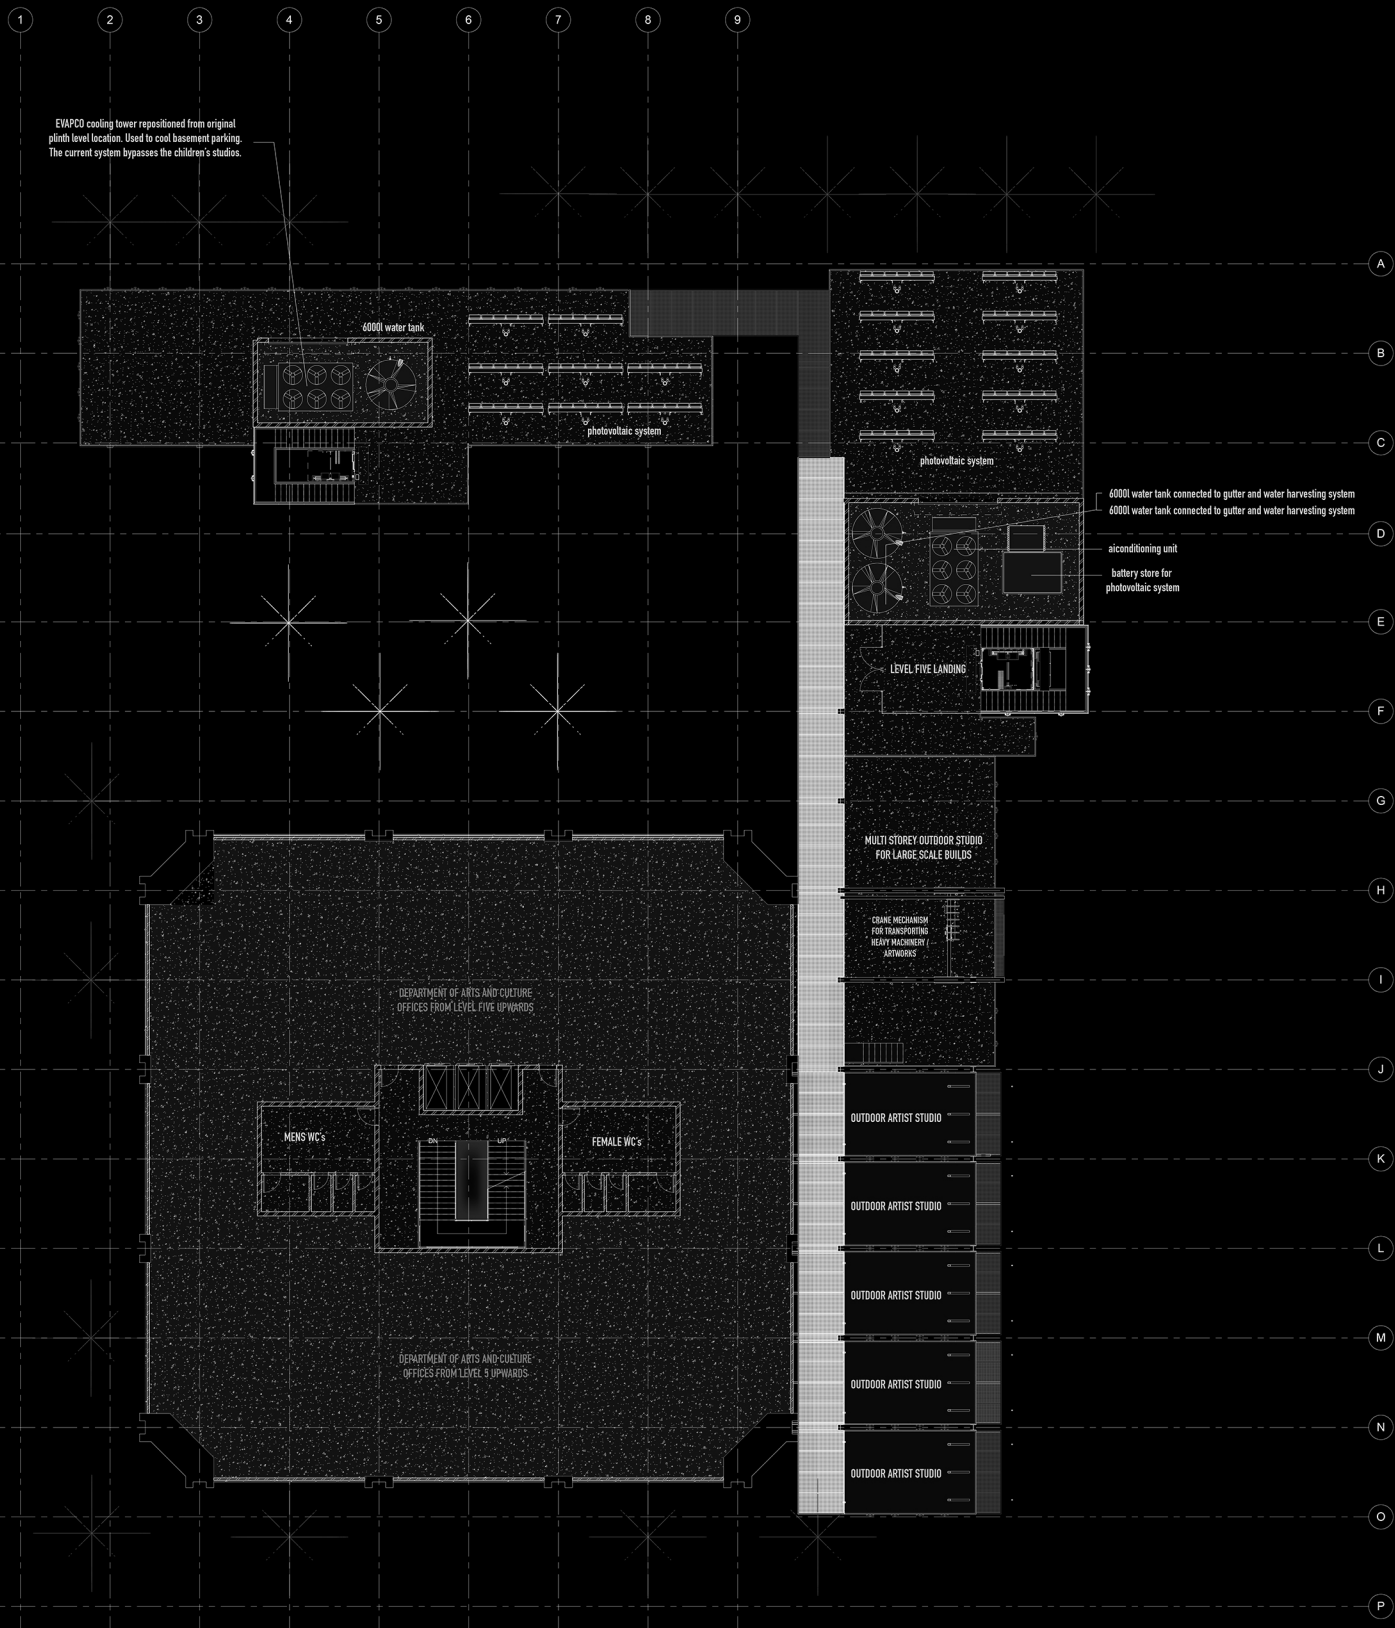 1 2 3 4 5 6 7 8 9
EVAPCO cooling tower repositioned from original
plinth level location. Used to cool basement parking.
The current system bypasses the children's studios.
A
6000l water tank
B
photovoltaic system
C
photovoltaic system
6000l water tank connected to gutter and water harvesting system
6000l water tank connected to gutter and water harvesting system
D
aiconditioning unit
battery store for
photovoltaic system
E
LEVEL FIVE LANDING
F
G
MULTI STOREY OUTDOOR STUDIO
FOR LARGE SCALE BUILDS
H
CRANE MECHANISM
FOR TRANSPORTING
HEAVY MACHINERY /
ARTWORKS
I
DEPARTMENT OF ARTS AND CULTURE
OFFICES FROM LEVEL FIVE UPWARDS
J
OUTDOOR ARTIST STUDIO
MENS WC's
DN
UP
FEMALE WC's
K
OUTDOOR ARTIST STUDIO
L
OUTDOOR ARTIST STUDIO
M
DEPARTMENT OF ARTS AND CULTURE
OFFICES FROM LEVEL 5 UPWARDS
OUTDOOR ARTIST STUDIO
N
OUTDOOR ARTIST STUDIO
O
P